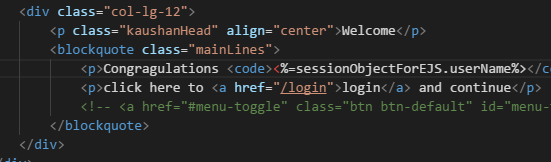 <div class="col-lg-12">
<p class="kaushanHead" align="center">Welcome</p>
<blockquote class="mainLines">
<p>Congragulations <code><%=sessionObjectForEJS.userName%></c
<p>click here to <a href="/login">login</a> and continue</p>
<!-- <a href="#menu-toggle" class="btn btn-default" id="menu-
</blockquote>
</div>